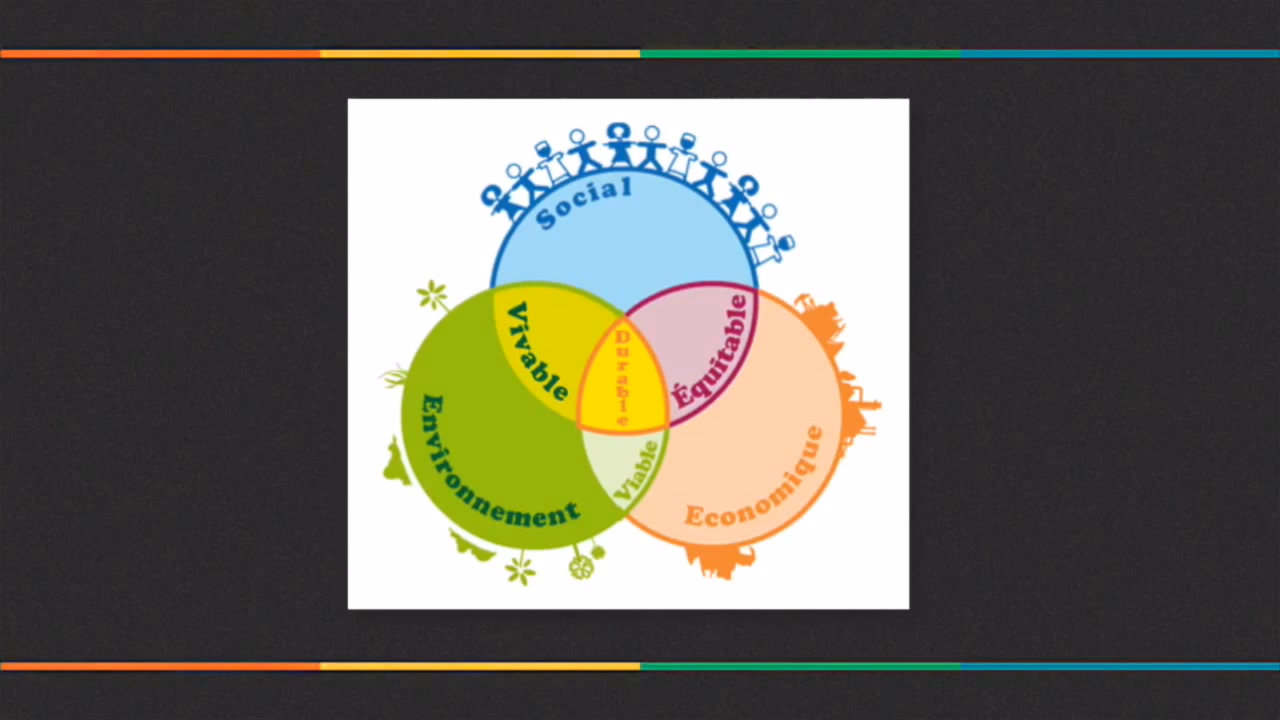 Social
Vivable
Équitable
Durable
Environnement
Viable
Economique